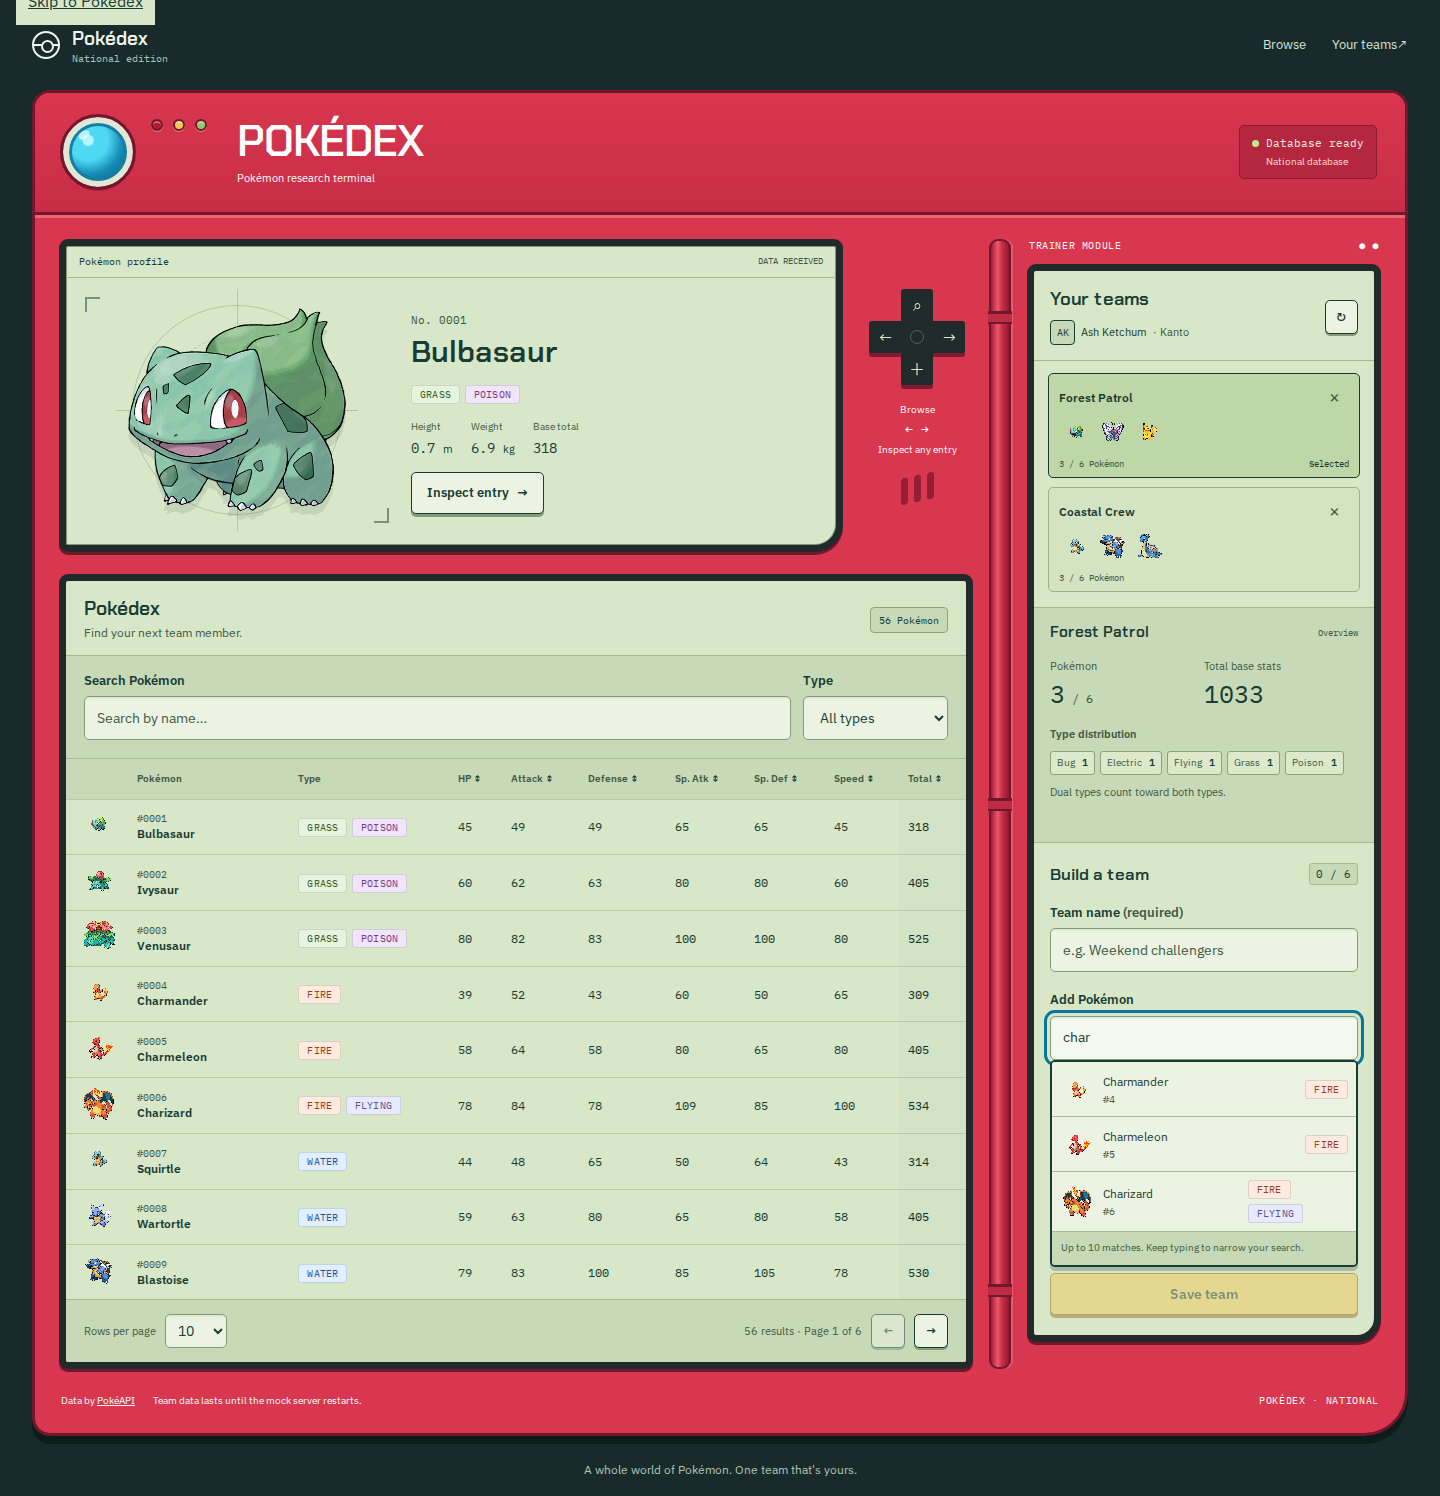 Skip to Pokédex
Pokédex
National edition
Browse
Your teams↗
POKÉDEX
Pokémon research terminal
Database ready
National database
Pokémon profile
DATA RECEIVED
No. 0001
Bulbasaur
GRASS POISON
Height Weight Base total
0.7 m 6.9 kg 318
Inspect entry →
Browse
← →
Inspect any entry
TRAINER MODULE
Your teams
AK Ash Ketchum · Kanto
↻
Forest Patrol ×
3 / 6 Pokémon Selected
Coastal Crew ×
3 / 6 Pokémon
Forest Patrol Overview
Pokémon Total base stats
3 / 6 1033
Type distribution
Bug 1 Electric 1 Flying 1 Grass 1 Poison 1
Dual types count toward both types.
Build a team 0 / 6
Team name (required)
e.g. Weekend challengers
Add Pokémon
char
Charmander
#4
FIRE
Charmeleon
#5
FIRE
Charizard
#6
FIRE
FLYING
Up to 10 matches. Keep typing to narrow your search.
Save team
Pokédex
Find your next team member.
56 Pokémon
Search Pokémon Type
Search by name... All types
Pokémon Type HP ↕ Attack ↕ Defense ↕ Sp. Atk ↕ Sp. Def ↕ Speed ↕ Total ↕
#0001
Bulbasaur GRASS POISON 45 49 49 65 65 45 318
#0002
Ivysaur GRASS POISON 60 62 63 80 80 60 405
#0003
Venusaur GRASS POISON 80 82 83 100 100 80 525
#0004
Charmander FIRE 39 52 43 60 50 65 309
#0005
Charmeleon FIRE 58 64 58 80 65 80 405
#0006
Charizard FIRE FLYING 78 84 78 109 85 100 534
#0007
Squirtle WATER 44 48 65 50 64 43 314
#0008
Wartortle WATER 59 63 80 65 80 58 405
#0009
Blastoise WATER 79 83 100 85 105 78 530
Rows per page 10 56 results · Page 1 of 6 ← →
Data by PokéAPI Team data lasts until the mock server restarts.
POKÉDEX · NATIONAL
A whole world of Pokémon. One team that's yours.